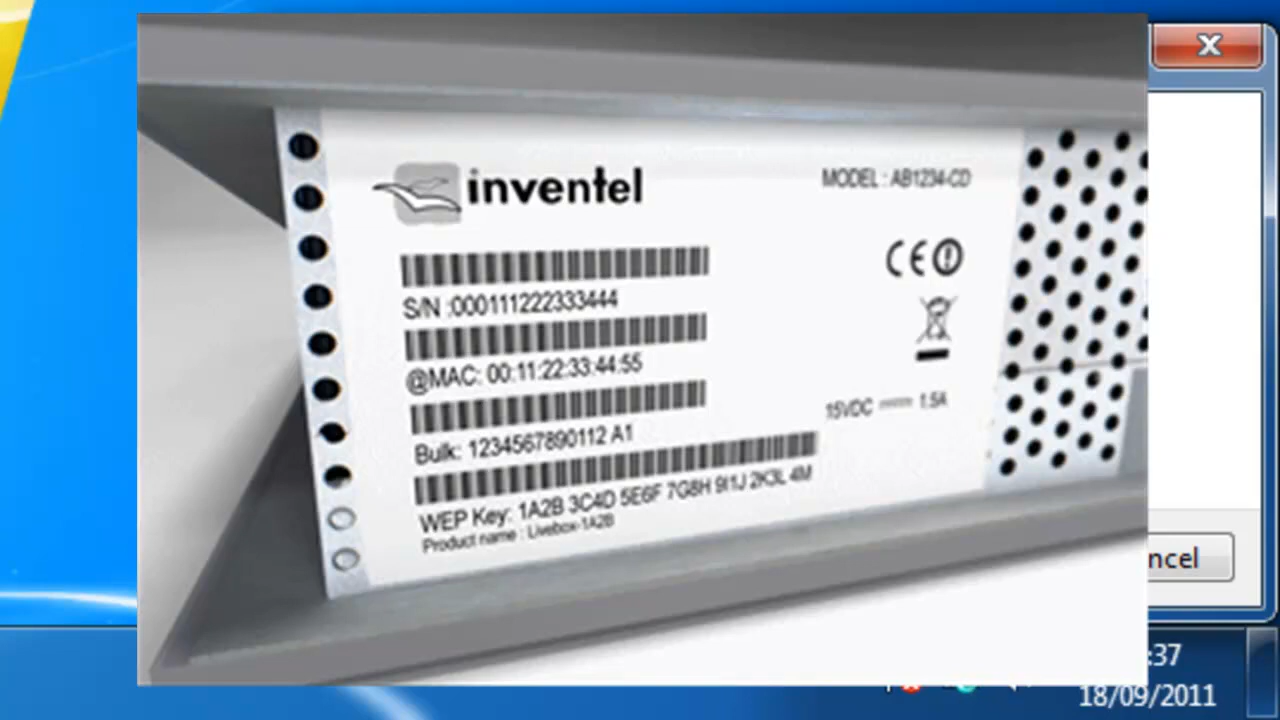 inventel
MODEL : AB1234-CD
S/N :000111222333444
@MAC: 00:11:22:33:44:55
Bulk: 1234567890112 A1
15VDC 1.5A
WEP Key: 1A2B 3C4D 5E6F 7G8H 9I1J 2K3L 4M
Product name : Livebox-1A2B
ncel
:37
18/09/2011